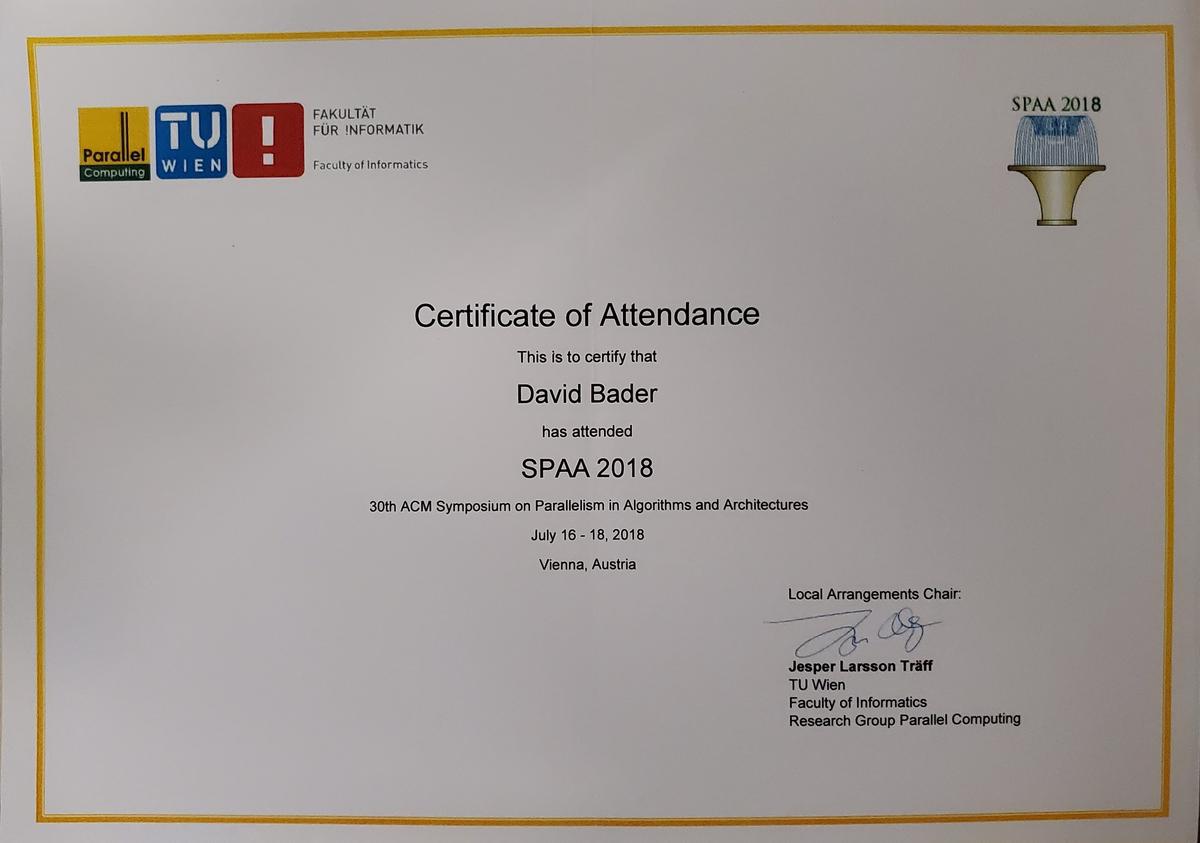 Parallel
Computing
TU
WIEN
!
FAKULTÄT
FÜR !NFORMATIK
Faculty of Informatics
SPAA 2018
Certificate of Attendance
This is to certify that
David Bader
has attended
SPAA 2018
30th ACM Symposium on Parallelism in Algorithms and Architectures
July 16 - 18, 2018
Vienna, Austria
Local Arrangements Chair:
Jesper Larsson Träff
TU Wien
Faculty of Informatics
Research Group Parallel Computing